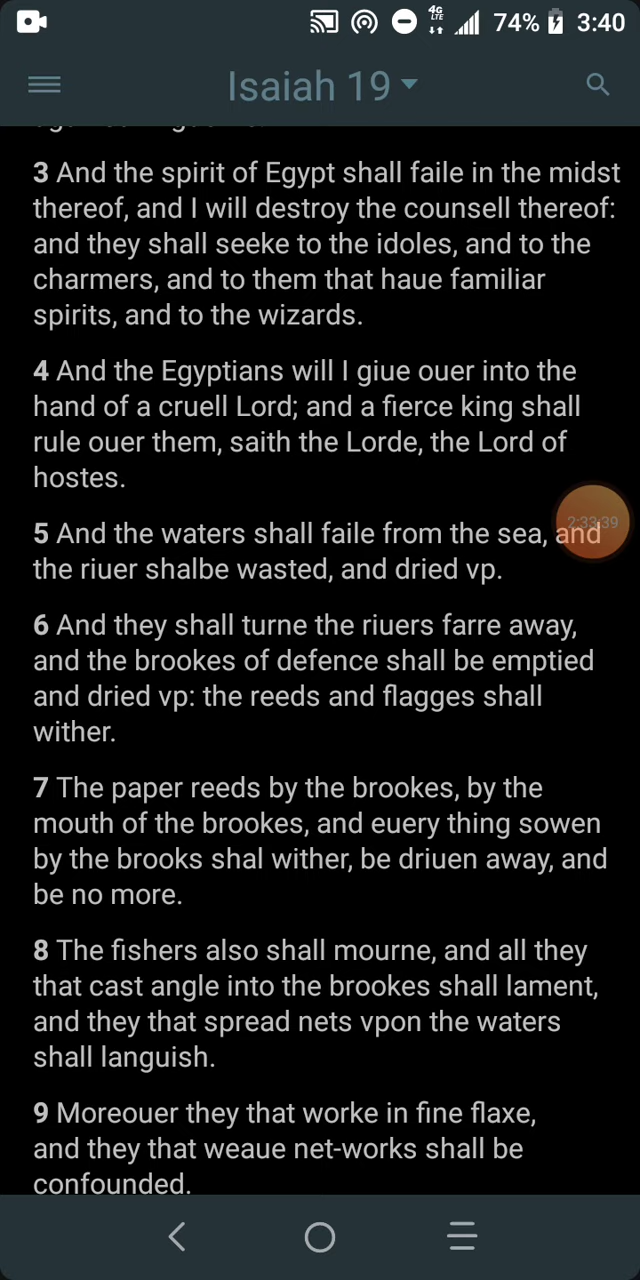 4G
LTE
74%
3:40
Isaiah 19
3 And the spirit of Egypt shall faile in the midst
thereof, and I will destroy the counsell thereof:
and they shall seeke to the idoles, and to the
charmers, and to them that haue familiar
spirits, and to the wizards.
4 And the Egyptians will I giue ouer into the
hand of a cruell Lord; and a fierce king shall
rule ouer them, saith the Lorde, the Lord of
hostes.
5 And the waters shall faile from the sea, and
2:33:39
the riuer shalbe wasted, and dried vp.
6 And they shall turne the riuers farre away,
and the brookes of defence shall be emptied
and dried vp: the reeds and flagges shall
wither.
7 The paper reeds by the brookes, by the
mouth of the brookes, and euery thing sowen
by the brooks shal wither, be driuen away, and
be no more.
8 The fishers also shall mourne, and all they
that cast angle into the brookes shall lament,
and they that spread nets vpon the waters
shall languish.
9 Moreouer they that worke in fine flaxe,
and they that weaue net-works shall be
confounded.